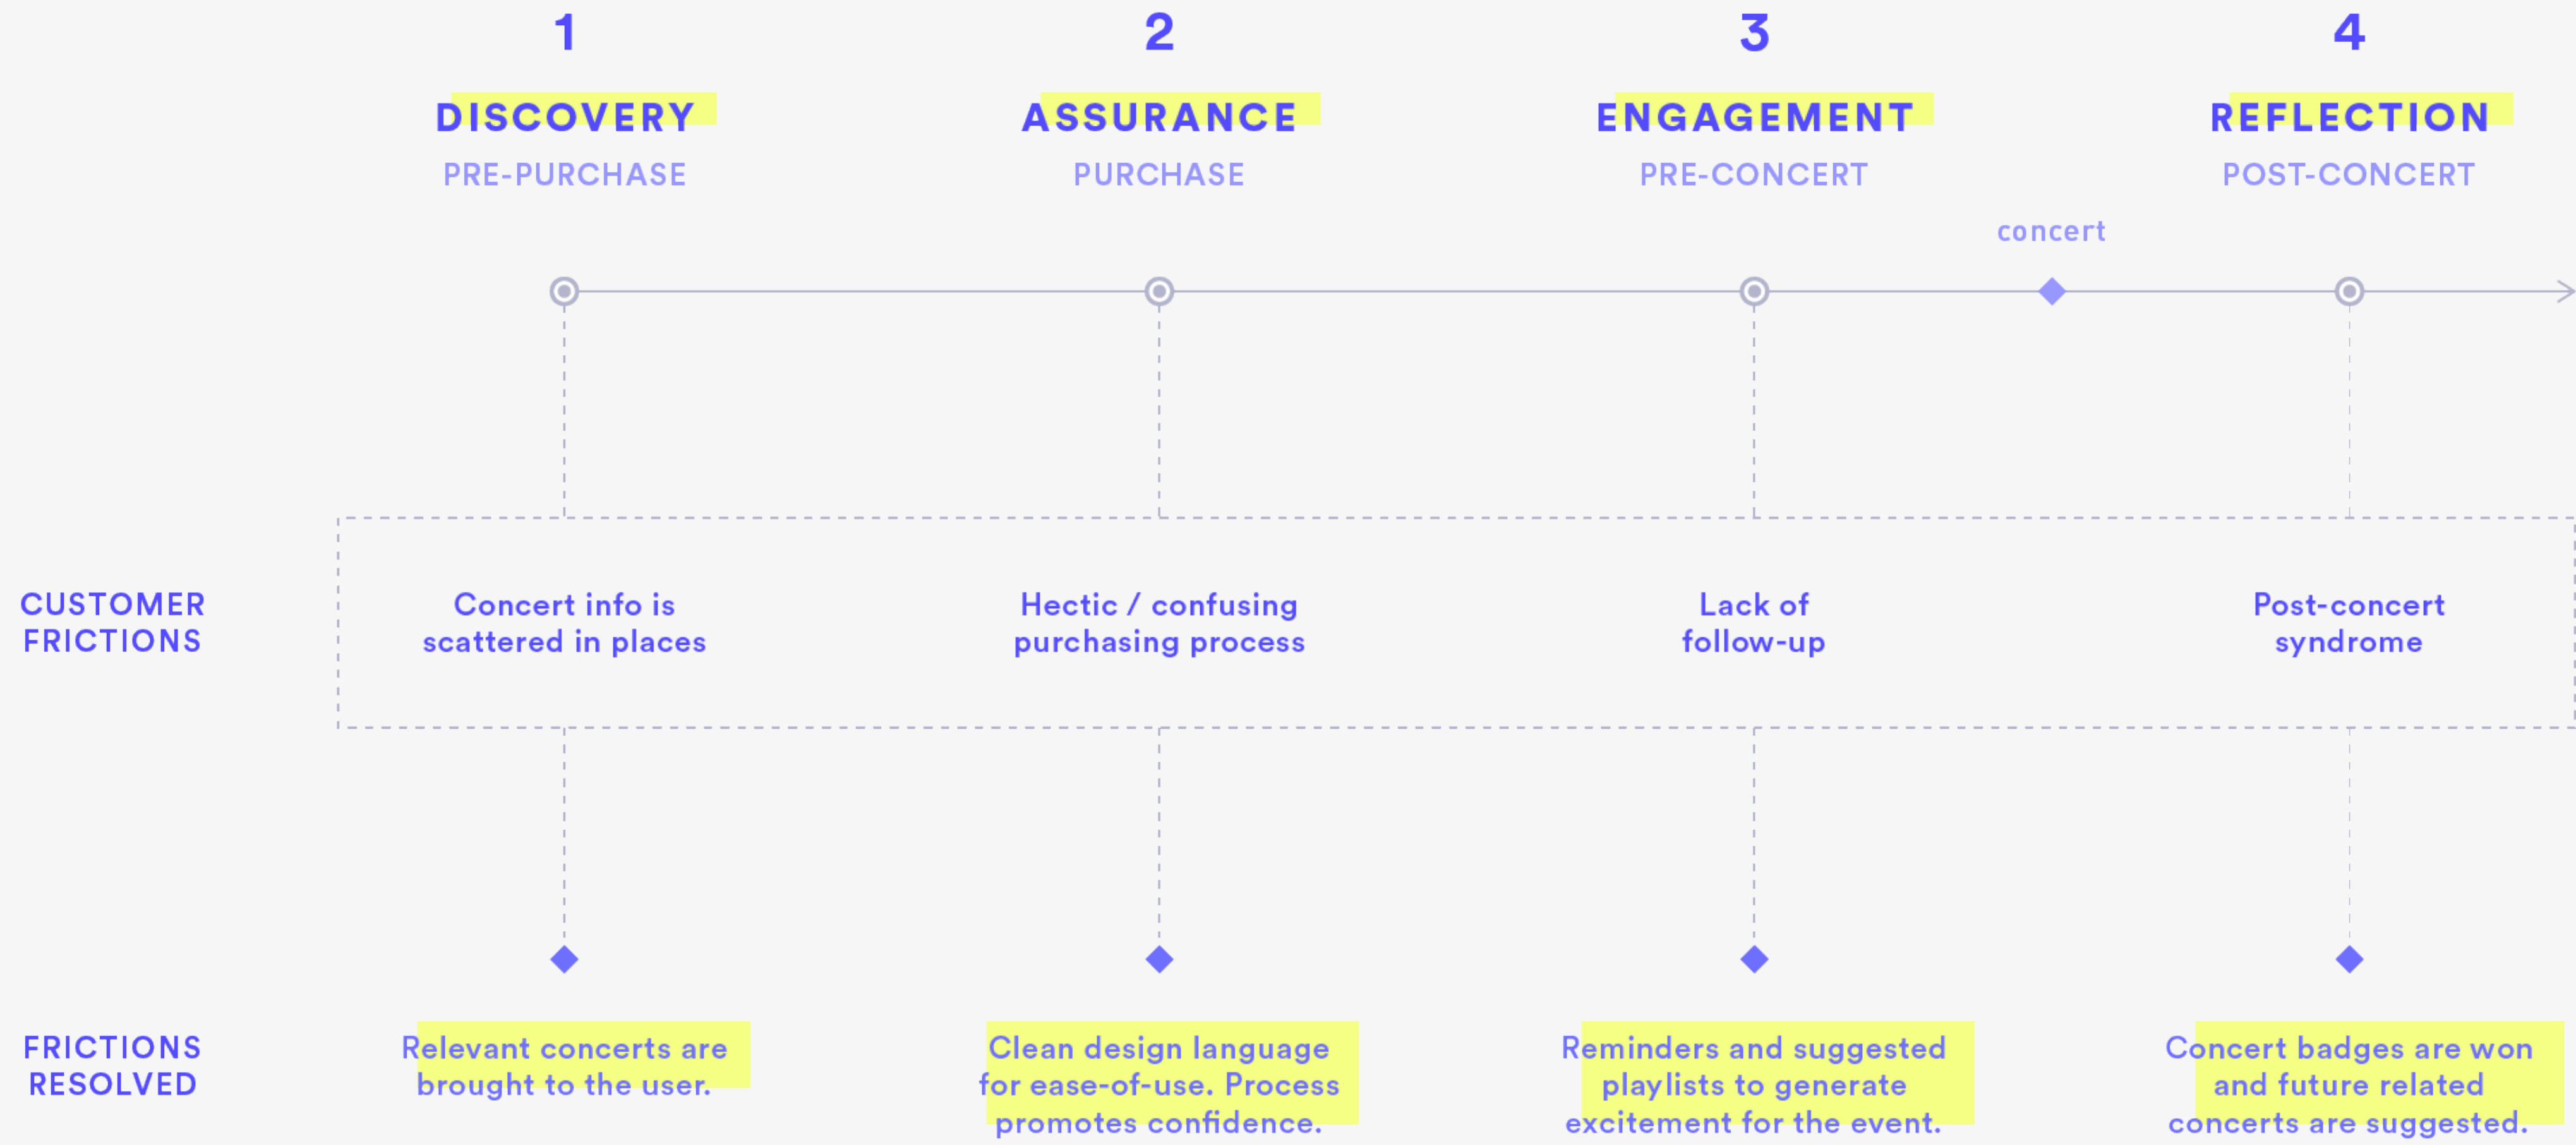 1
2
3
4
DISCOVERY
ASSURANCE
ENGAGEMENT
REFLECTION
PRE-PURCHASE
PURCHASE
PRE-CONCERT
POST-CONCERT
concert
CUSTOMER
FRICTIONS
Concert info is
scattered in places
Hectic / confusing
purchasing process
Lack of
follow-up
Post-concert
syndrome
FRICTIONS
RESOLVED
Relevant concerts are
brought to the user.
Clean design language
for ease-of-use. Process
promotes confidence.
Reminders and suggested
playlists to generate
excitement for the event.
Concert badges are won
and future related
concerts are suggested.